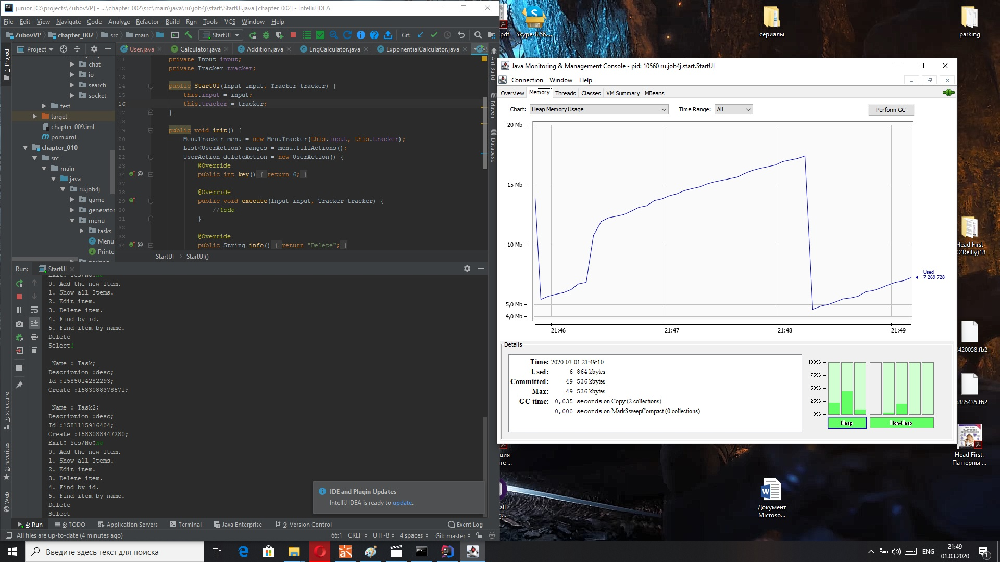 junior [C:\projects\ZubovVP] - ...\chapter_002\src\main\java\ru\job4j\start\StartUI.java [chapter_002] - IntelliJ IDEA
File Edit View Navigate Code Analyze Refactor Build Run Tools VCS Window Help
ZubovVP chapter_002 src main StartUI Git:
Project
User.java Calculator.java Addition.java EngCalculator.java ExponentialCalculator.java
1: Project
chat
io
search
socket
test
target
chapter_009.iml
pom.xml
chapter_010
src
main
java
ru.job4j
game
generator
menu
tasks
Menu
Printe
11 private Input input;
12 private Tracker tracker;
13
14 public StartUI(Input input, Tracker tracker) {
15 this.input = input;
16 this.tracker = tracker;
17 }
18
19 public void init() {
20 MenuTracker menu = new MenuTracker(this.input, this.tracker);
21 List<UserAction> ranges = menu.fillActions();
22 UserAction deleteAction = new UserAction() {
23 @Override
24 public int key() { return 6; }
27
28 @Override
29 public void execute(Input input, Tracker tracker) {
30 //todo
31 }
32
33 @Override
34 public String info() { return "Delete"; }
StartUI › StartUI()
Ant Build
Maven
Database
Run: StartUI
Exit? Yes/No?no
0. Add the new Item.
1. Show all Items.
2. Edit item.
3. Delete item.
4. Find by id.
5. Find item by name.
Delete
Select1
Name : Task;
Description :desc;
Id :1585014282293;
Create :1583088378571;
Name : Task2;
Description :desc;
Id :1581115916404;
Create :1583088447280;
Exit? Yes/No?no
0. Add the new Item.
1. Show all Items.
2. Edit item.
3. Delete item.
4. Find by id.
5. Find item by name.
Delete
Select
7: Structure
2: Favorites
Web
IDE and Plugin Updates
IntelliJ IDEA is ready to update.
4: Run 6: TODO Application Servers Terminal Java Enterprise 9: Version Control Event Log
All files are up-to-date (4 minutes ago) 66:1 CRLF UTF-8 4 spaces Git: master
pdf
Skype-8.56....
сериалы
parking
Java Monitoring & Management Console - pid: 10560 ru.job4j.start.StartUI
Connection Window Help
Overview Memory Threads Classes VM Summary MBeans
Chart: Heap Memory Usage Time Range: All Perform GC
20 Mb
15 Mb
10 Mb
5,0 Mb
4,0 Mb
Used
7 269 728
21:46 21:47 21:48 21:49
Details
Time: 2020-03-01 21:49:10
Used: 6 864 kbytes
Committed: 49 536 kbytes
Max: 49 536 kbytes
GC time: 0,035 seconds on Copy (2 collections)
0,000 seconds on MarkSweepCompact (0 collections)
100% --
75% --
50% --
25% --
0% --
Heap Non-Heap
Head First
O'Reilly)18
420058.fb2
885435.fb2
Head First.
Паттерны ...
ция
те ...
all
Документ
Microso...
Введите здесь текст для поиска
ENG
21:49
01.03.2020
1